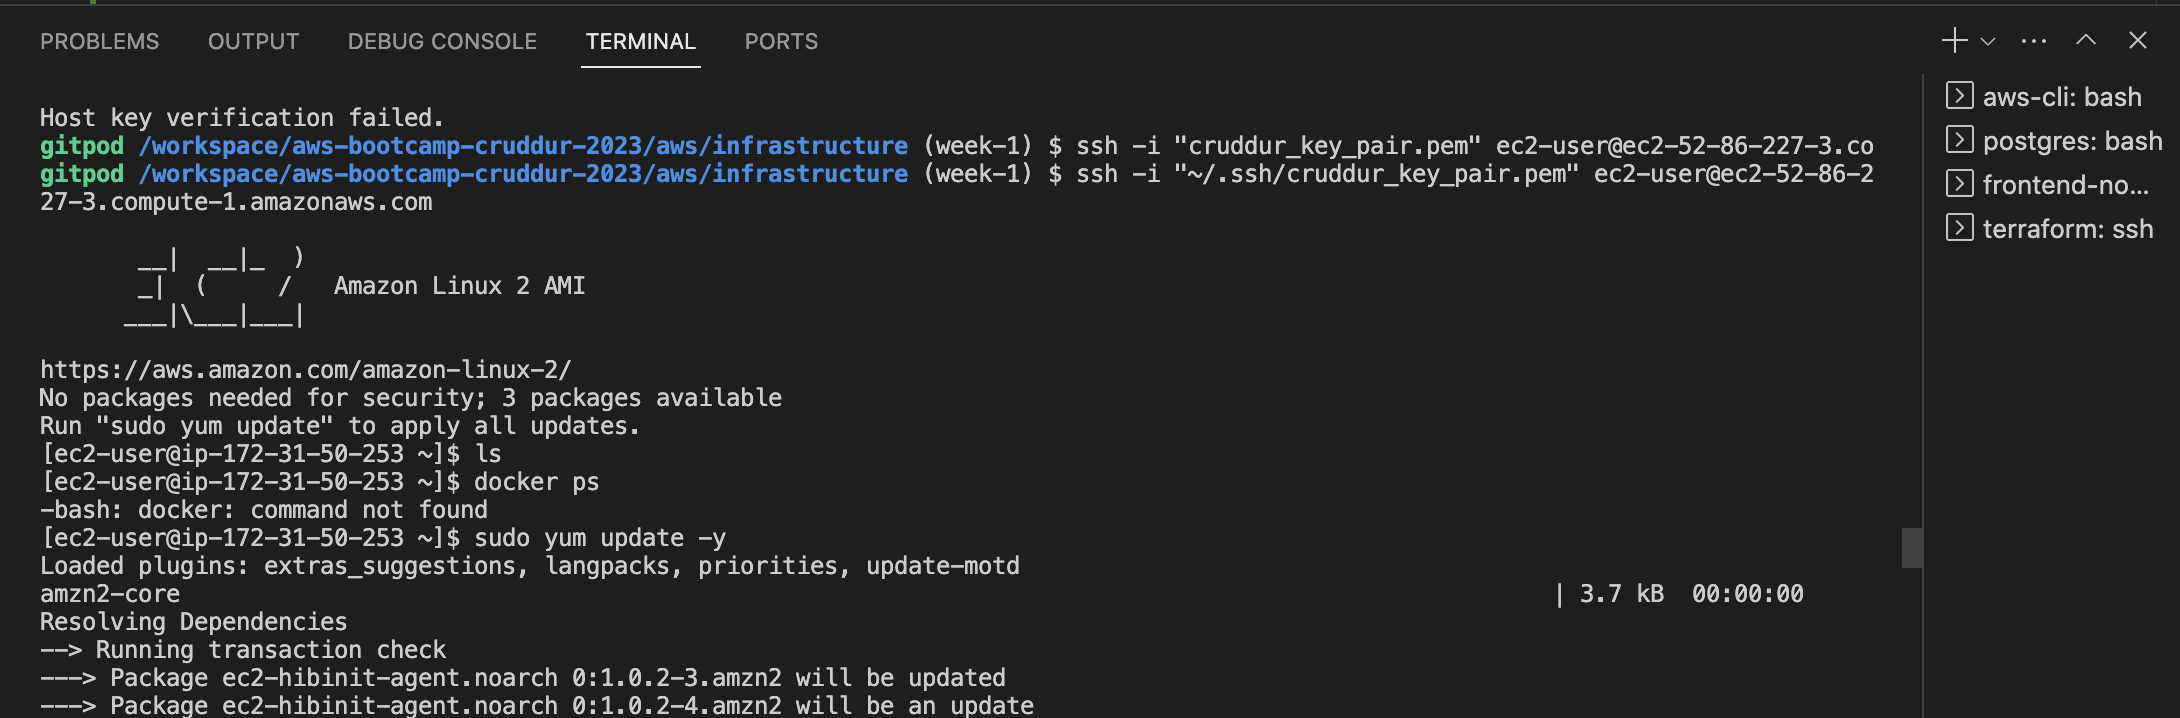 PROBLEMS OUTPUT DEBUG CONSOLE TERMINAL PORTS
Host key verification failed.
gitpod /workspace/aws-bootcamp-cruddur-2023/aws/infrastructure (week-1) $ ssh -i "cruddur_key_pair.pem" ec2-user@ec2-52-86-227-3.co
gitpod /workspace/aws-bootcamp-cruddur-2023/aws/infrastructure (week-1) $ ssh -i "~/.ssh/cruddur_key_pair.pem" ec2-user@ec2-52-86-2
27-3.compute-1.amazonaws.com
       __|  __|_  )
       _|  (     /   Amazon Linux 2 AMI
      ___|\___|___|
https://aws.amazon.com/amazon-linux-2/
No packages needed for security; 3 packages available
Run "sudo yum update" to apply all updates.
[ec2-user@ip-172-31-50-253 ~]$ ls
[ec2-user@ip-172-31-50-253 ~]$ docker ps
-bash: docker: command not found
[ec2-user@ip-172-31-50-253 ~]$ sudo yum update -y
Loaded plugins: extras_suggestions, langpacks, priorities, update-motd
amzn2-core | 3.7 kB 00:00:00
Resolving Dependencies
--> Running transaction check
---> Package ec2-hibinit-agent.noarch 0:1.0.2-3.amzn2 will be updated
---> Package ec2-hibinit-agent.noarch 0:1.0.2-4.amzn2 will be an update
aws-cli: bash
postgres: bash
frontend-no...
terraform: ssh